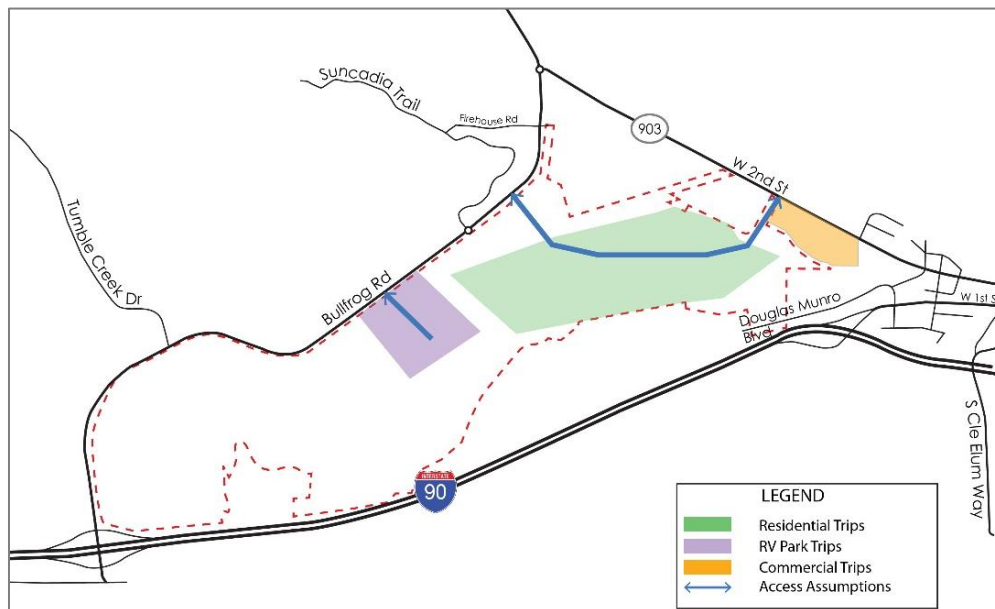 Suncadia Trail
Firehouse Rd
903
W 2nd St
Tumble Creek Dr
Bullfrog Rd
Douglas Munro
Blvd
W 1st S
S Cle Elum Way
INTERSTATE
90
LEGEND
Residential Trips
RV Park Trips
Commercial Trips
Access Assumptions